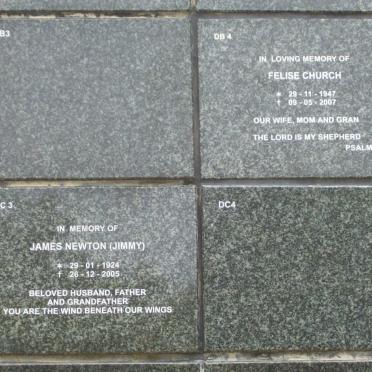 B3
DB 4
IN LOVING MEMORY OF
FELISE CHURCH
* 29 - 11 - 1947
† 09 - 05 - 2007
OUR WIFE, MOM AND GRAN
THE LORD IS MY SHEPHERD
PSALM
C 3
IN MEMORY OF
JAMES NEWTON (JIMMY)
* 29 - 01 - 1924
† 26 - 12 - 2005
BELOVED HUSBAND, FATHER
AND GRANDFATHER
YOU ARE THE WIND BENEATH OUR WINGS
DC4